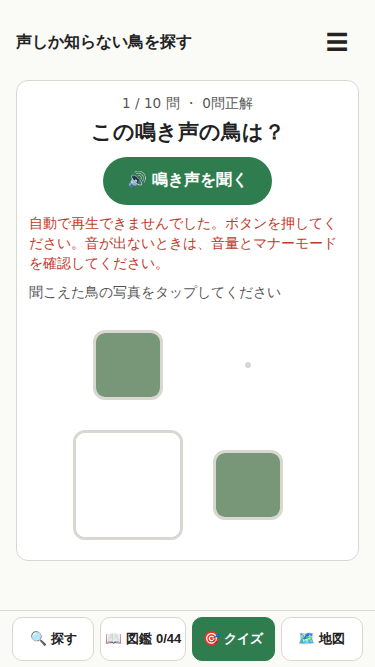 声しか知らない鳥を探す
1 / 10 問 ・ 0問正解
この鳴き声の鳥は？
🔊 鳴き声を聞く
自動で再生できませんでした。ボタンを押してく
ださい。音が出ないときは、音量とマナーモード
を確認してください。
聞こえた鳥の写真をタップしてください
🔍 探す
📖 図鑑 0/44
🎯 クイズ
🗺️ 地図